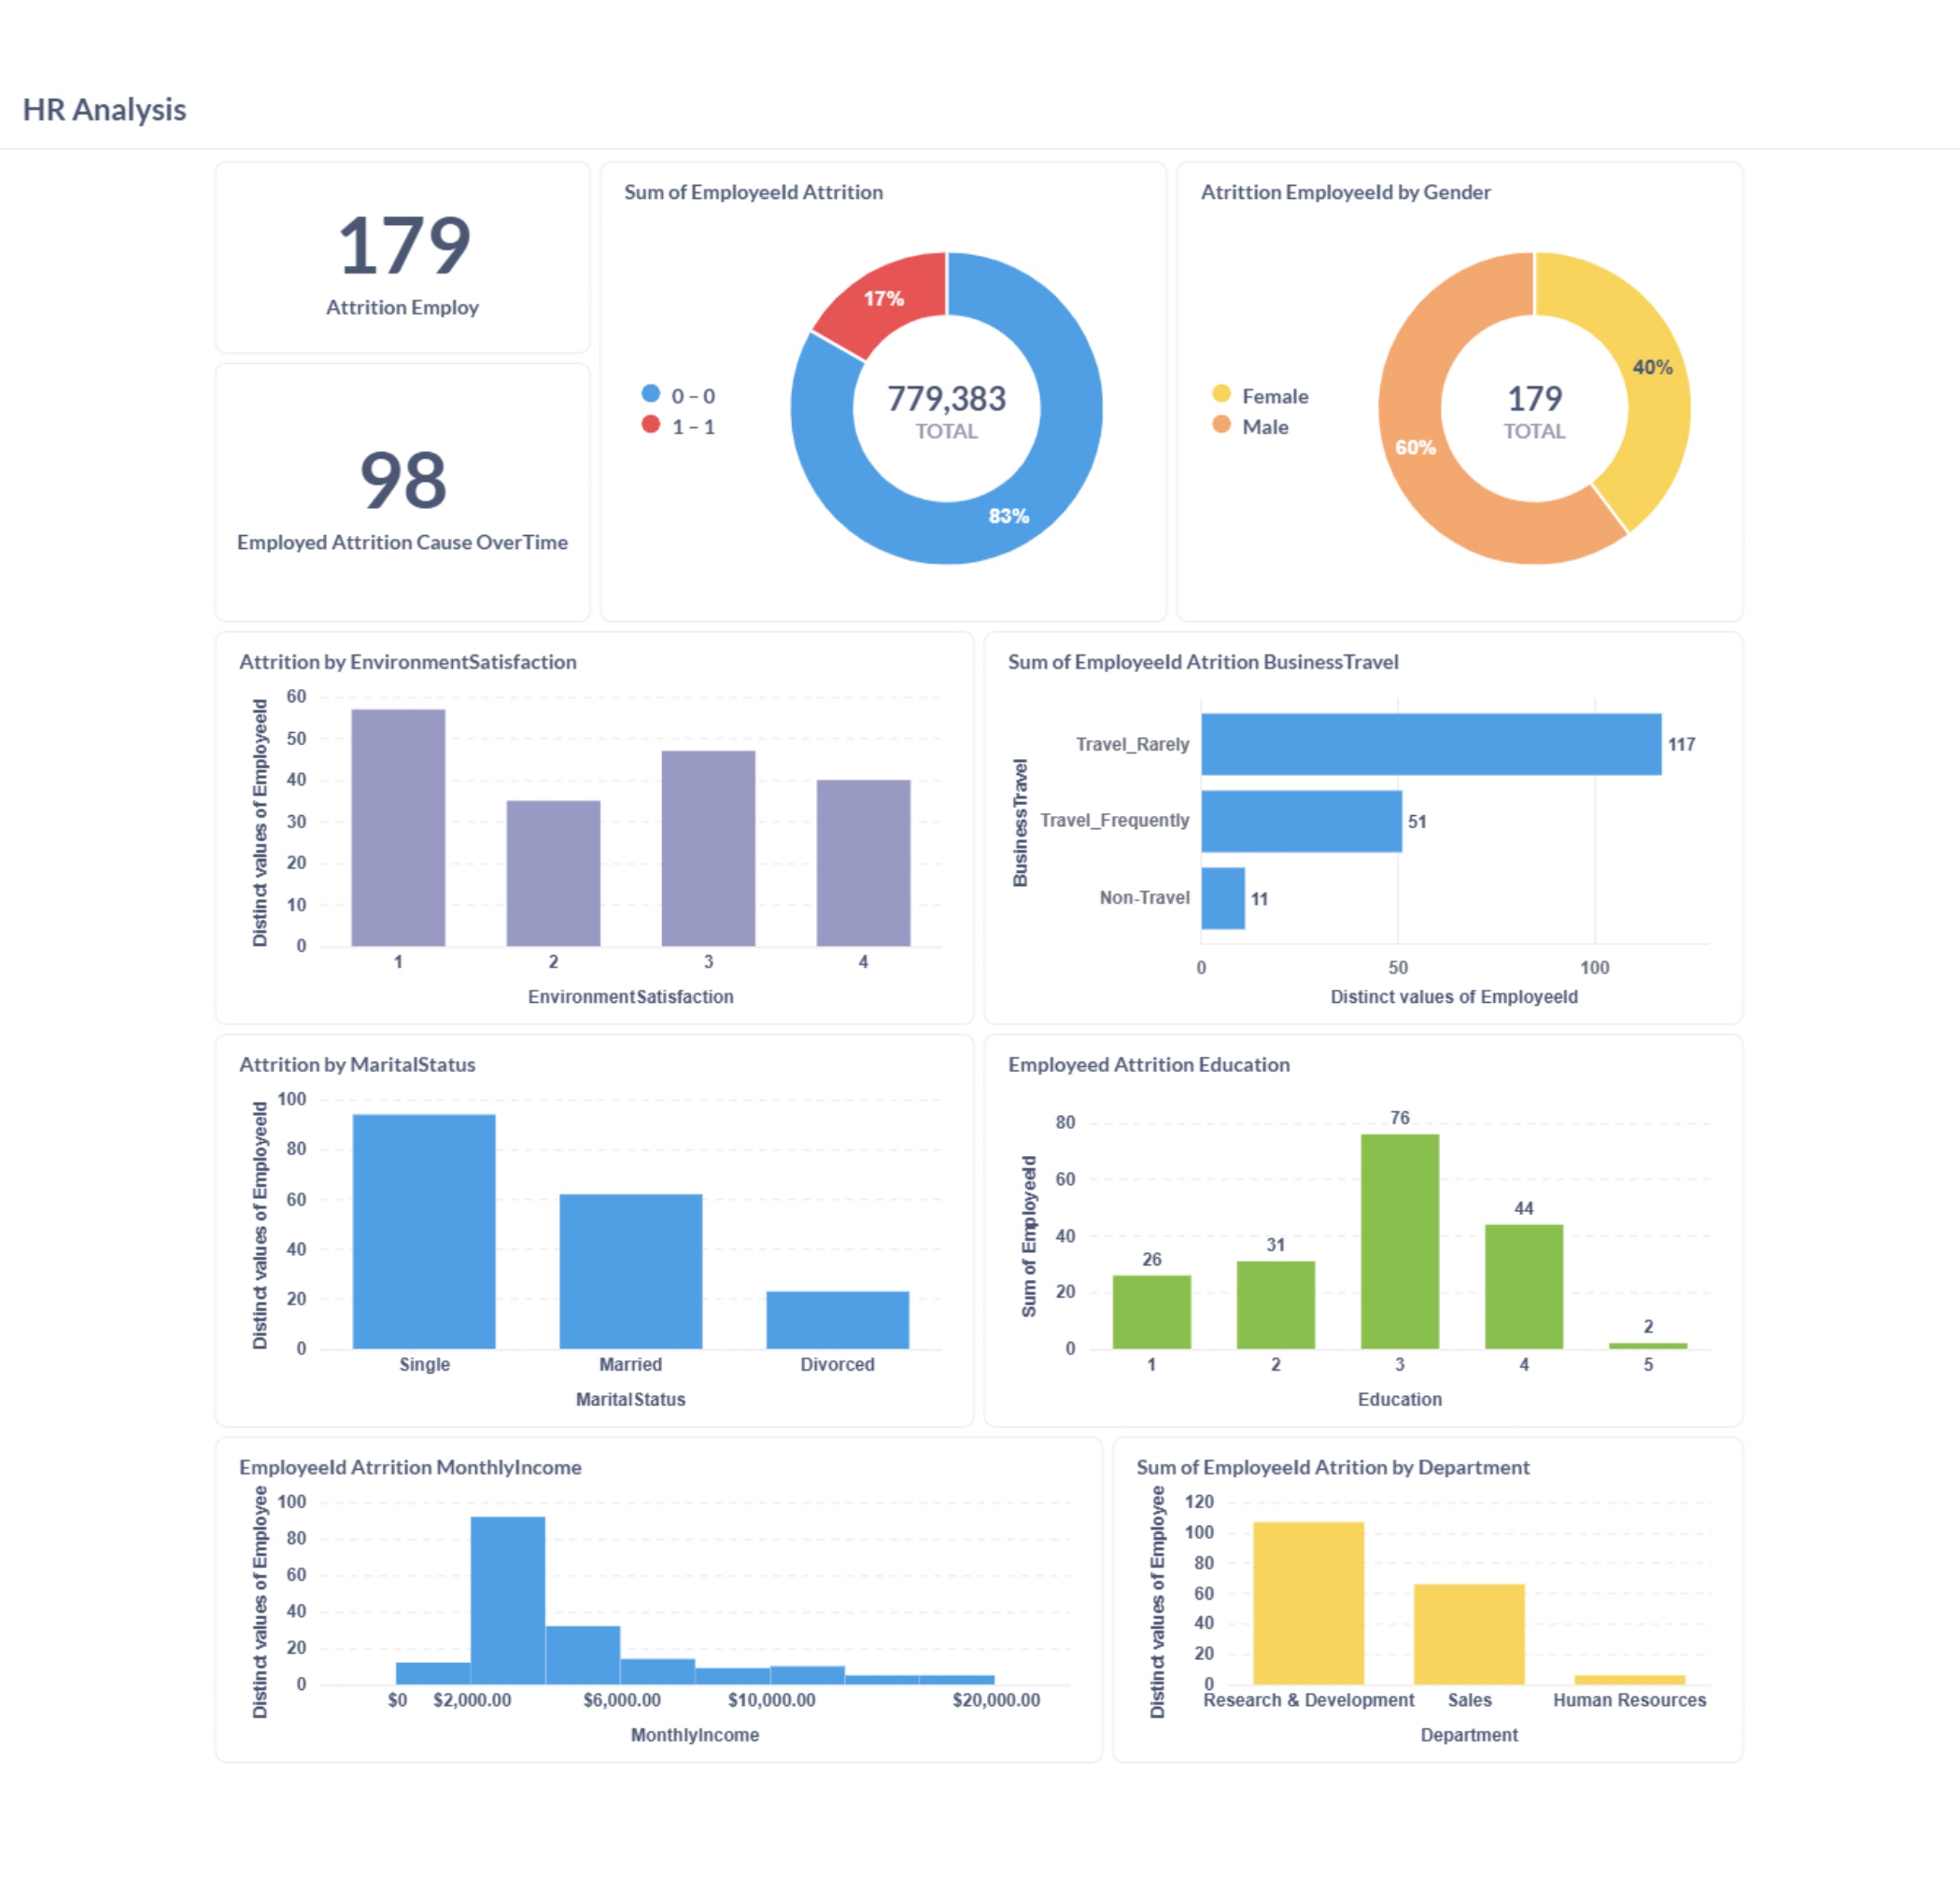 HR Analysis
179
Attrition Employ
98
Employed Attrition Cause OverTime
Sum of EmployeeId Attrition
0 – 0
1 – 1
17%
83%
779,383
TOTAL
Atrittion EmployeeId by Gender
Female
Male
40%
60%
179
TOTAL
Attrition by EnvironmentSatisfaction
Distinct values of EmployeeId
60
50
40
30
20
10
0
1 2 3 4
EnvironmentSatisfaction
Sum of EmployeeId Atrition BusinessTravel
BusinessTravel
Travel_Rarely 117
Travel_Frequently 51
Non-Travel 11
0 50 100
Distinct values of EmployeeId
Attrition by MaritalStatus
Distinct values of EmployeeId
100
80
60
40
20
0
Single Married Divorced
MaritalStatus
Employeed Attrition Education
Sum of EmployeeId
80
60
40
20
0
26 31 76 44 2
1 2 3 4 5
Education
EmployeeId Atrrition MonthlyIncome
Distinct values of Employee
100
80
60
40
20
0
$0 $2,000.00 $6,000.00 $10,000.00 $20,000.00
MonthlyIncome
Sum of EmployeeId Atrition by Department
Distinct values of Employee
120
100
80
60
40
20
0
Research & Development Sales Human Resources
Department